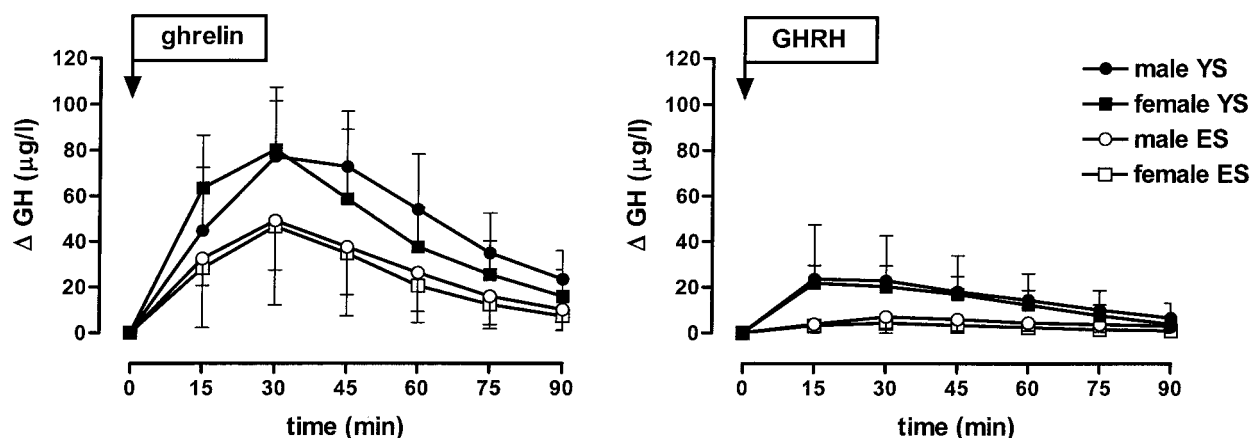 ghrelin
120
100
80
60
40
20
0
Δ GH (μg/l)
0 15 30 45 60 75 90
time (min)
GHRH
120
100
80
60
40
20
0
Δ GH (μg/l)
0 15 30 45 60 75 90
time (min)
male YS
female YS
male ES
female ES